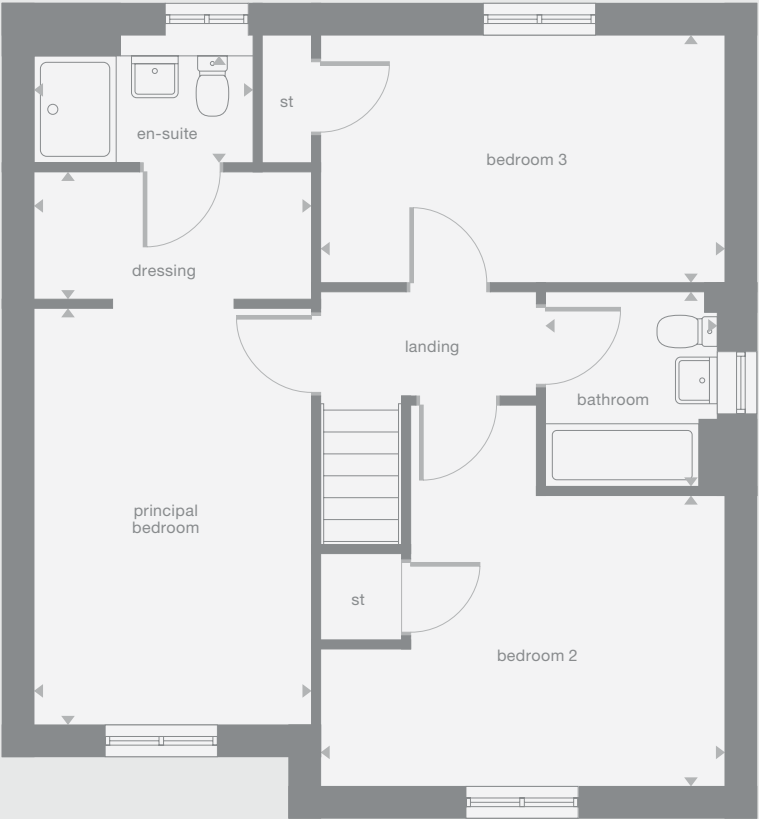 st
en-suite
bedroom 3
dressing
landing
bathroom
principal
bedroom
st
bedroom 2